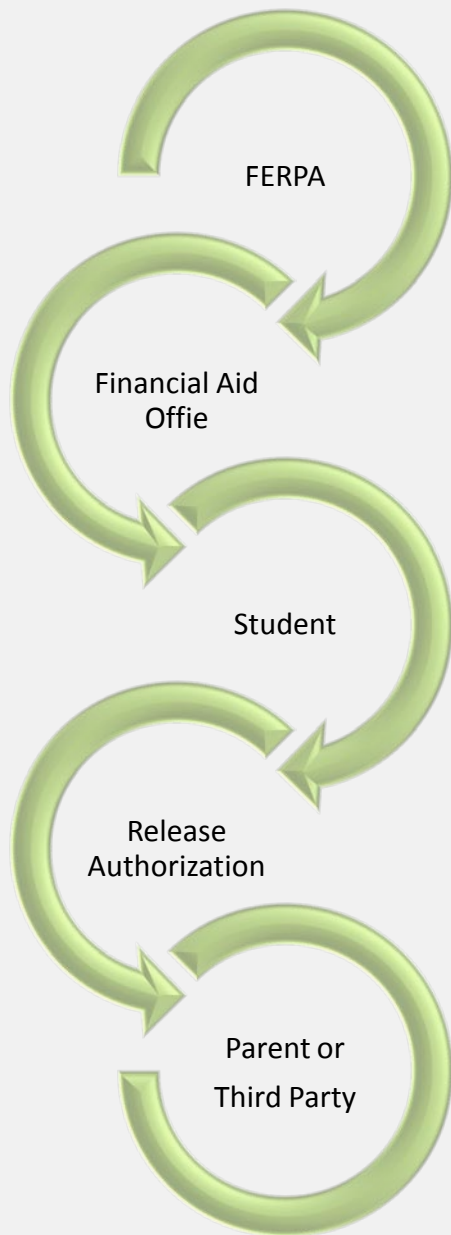 FERPA
Financial Aid
Offie
Student
Release
Authorization
Parent or
Third Party